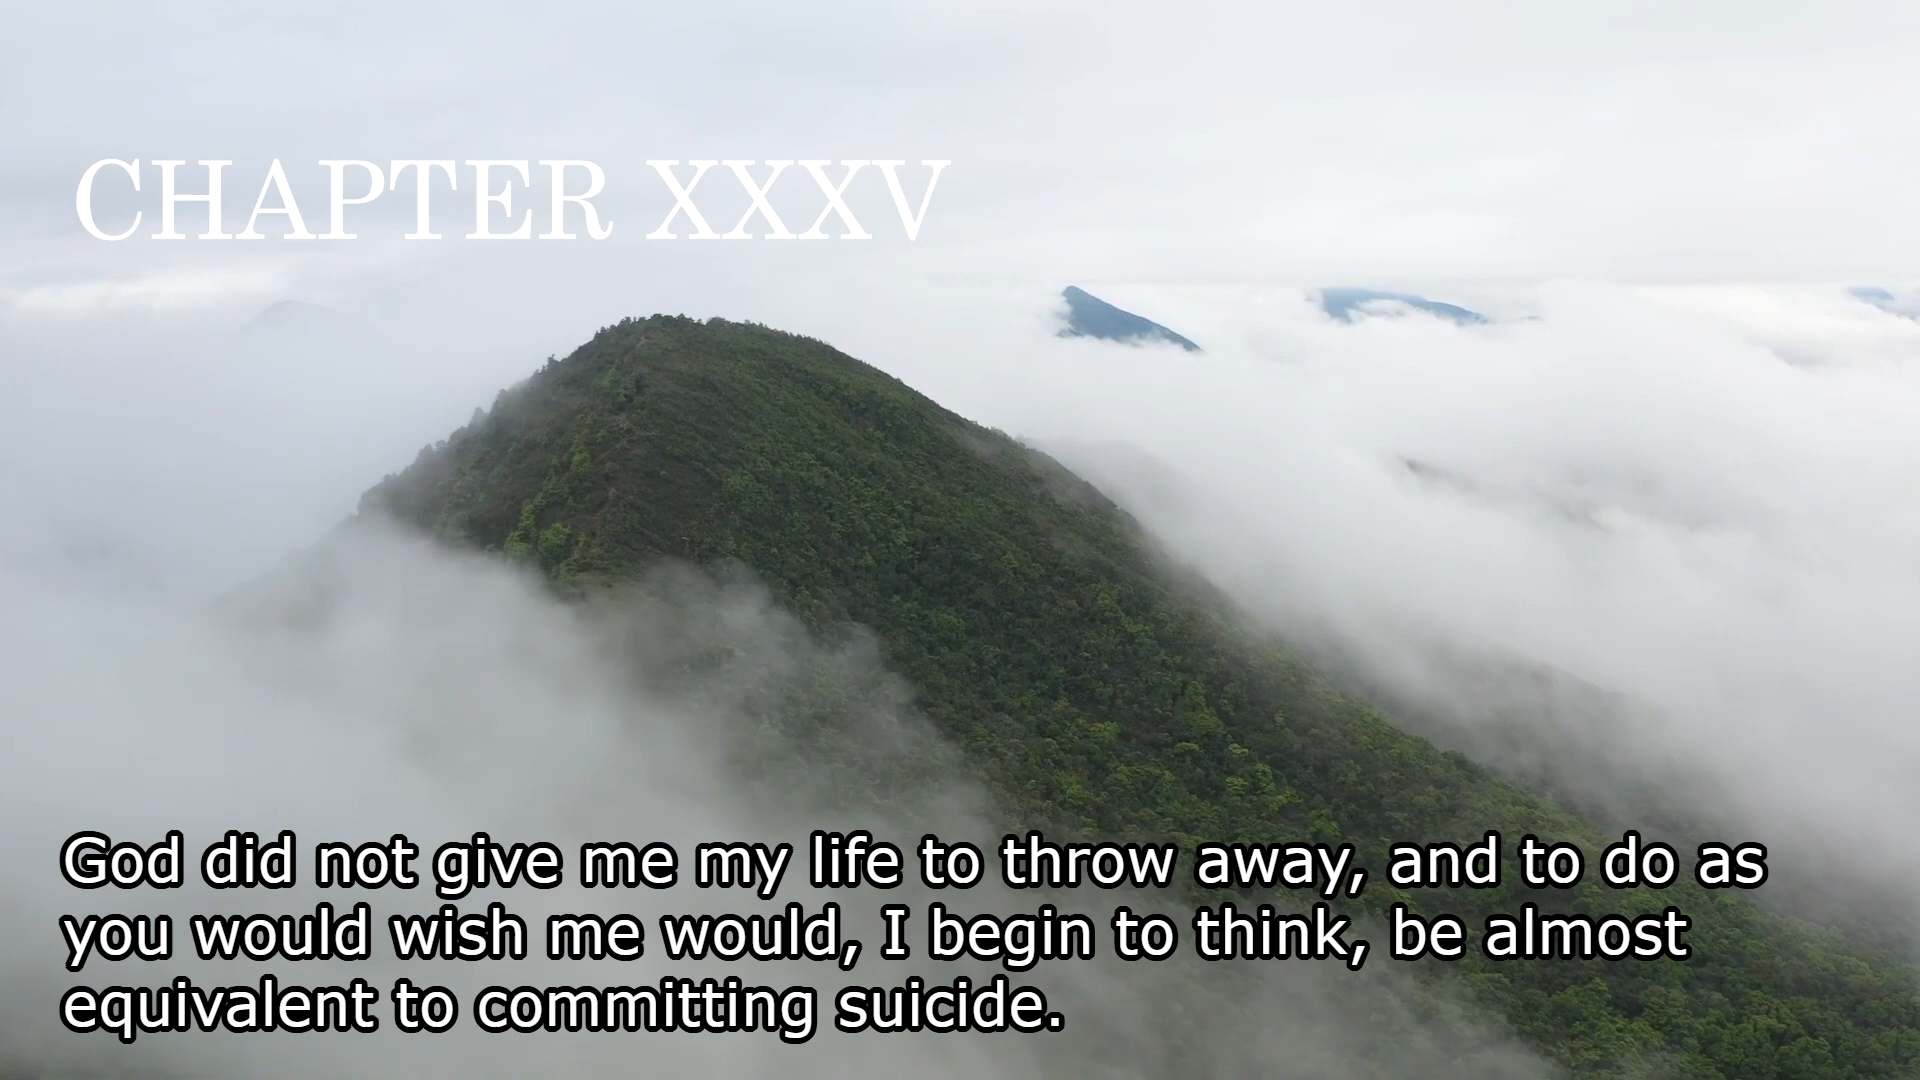 CHAPTER XXXV
God did not give me my life to throw away, and to do as
you would wish me would, I begin to think, be almost
equivalent to committing suicide.